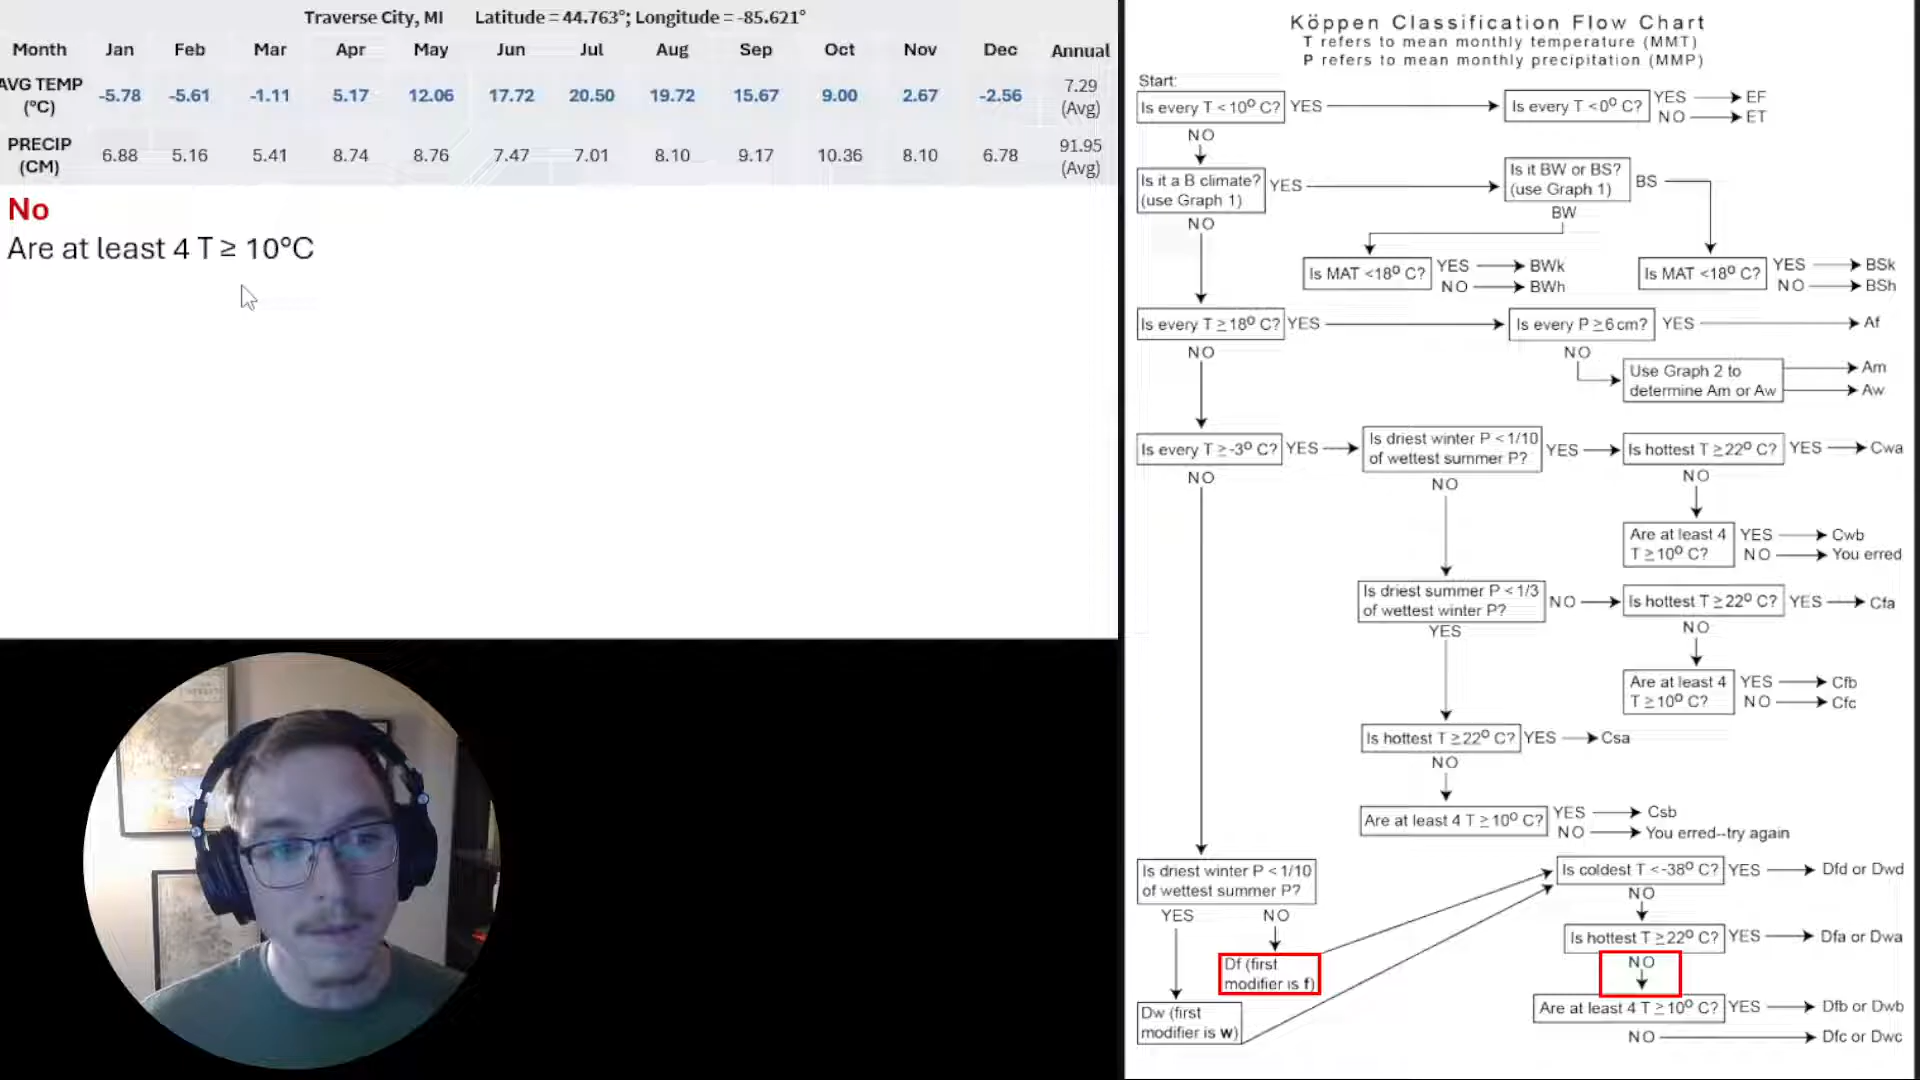 Traverse City, MI Latitude = 44.763°; Longitude = -85.621°
Month Jan Feb Mar Apr May Jun Jul Aug Sep Oct Nov Dec Annual
AVG TEMP (°C) -5.78 -5.61 -1.11 5.17 12.06 17.72 20.50 19.72 15.67 9.00 2.67 -2.56 7.29 (Avg)
PRECIP (CM) 6.88 5.16 5.41 8.74 8.76 7.47 7.01 8.10 9.17 10.36 8.10 6.78 91.95 (Avg)
No
Are at least 4 T ≥ 10°C
Köppen Classification Flow Chart
T refers to mean monthly temperature (MMT)
P refers to mean monthly precipitation (MMP)
Start:
Is every T < 10° C? YES Is every T <0° C? YES EF
NO ET
NO
Is it a B climate? (use Graph 1) YES Is it BW or BS? (use Graph 1) BS
BW
NO
Is MAT <18° C? YES BWk
NO BWh
Is MAT <18° C? YES BSk
NO BSh
Is every T ≥ 18° C? YES Is every P ≥ 6 cm? YES Af
NO
NO
Use Graph 2 to determine Am or Aw
Am
Aw
Is every T ≥ -3° C? YES Is driest winter P < 1/10 of wettest summer P? YES Is hottest T ≥ 22° C? YES Cwa
NO
NO
NO
Are at least 4 T ≥ 10° C? YES Cwb
NO You erred
Is driest summer P < 1/3 of wettest winter P? NO Is hottest T ≥ 22° C? YES Cfa
YES
NO
Are at least 4 T ≥ 10° C? YES Cfb
NO Cfc
Is hottest T ≥ 22° C? YES Csa
NO
Are at least 4 T ≥ 10° C? YES Csb
NO You erred--try again
Is driest winter P < 1/10 of wettest summer P?
YES NO
Df (first modifier is f)
Dw (first modifier is w)
Is coldest T < -38° C? YES Dfd or Dwd
NO
Is hottest T ≥ 22° C? YES Dfa or Dwa
NO
Are at least 4 T ≥ 10° C? YES Dfb or Dwb
NO Dfc or Dwc